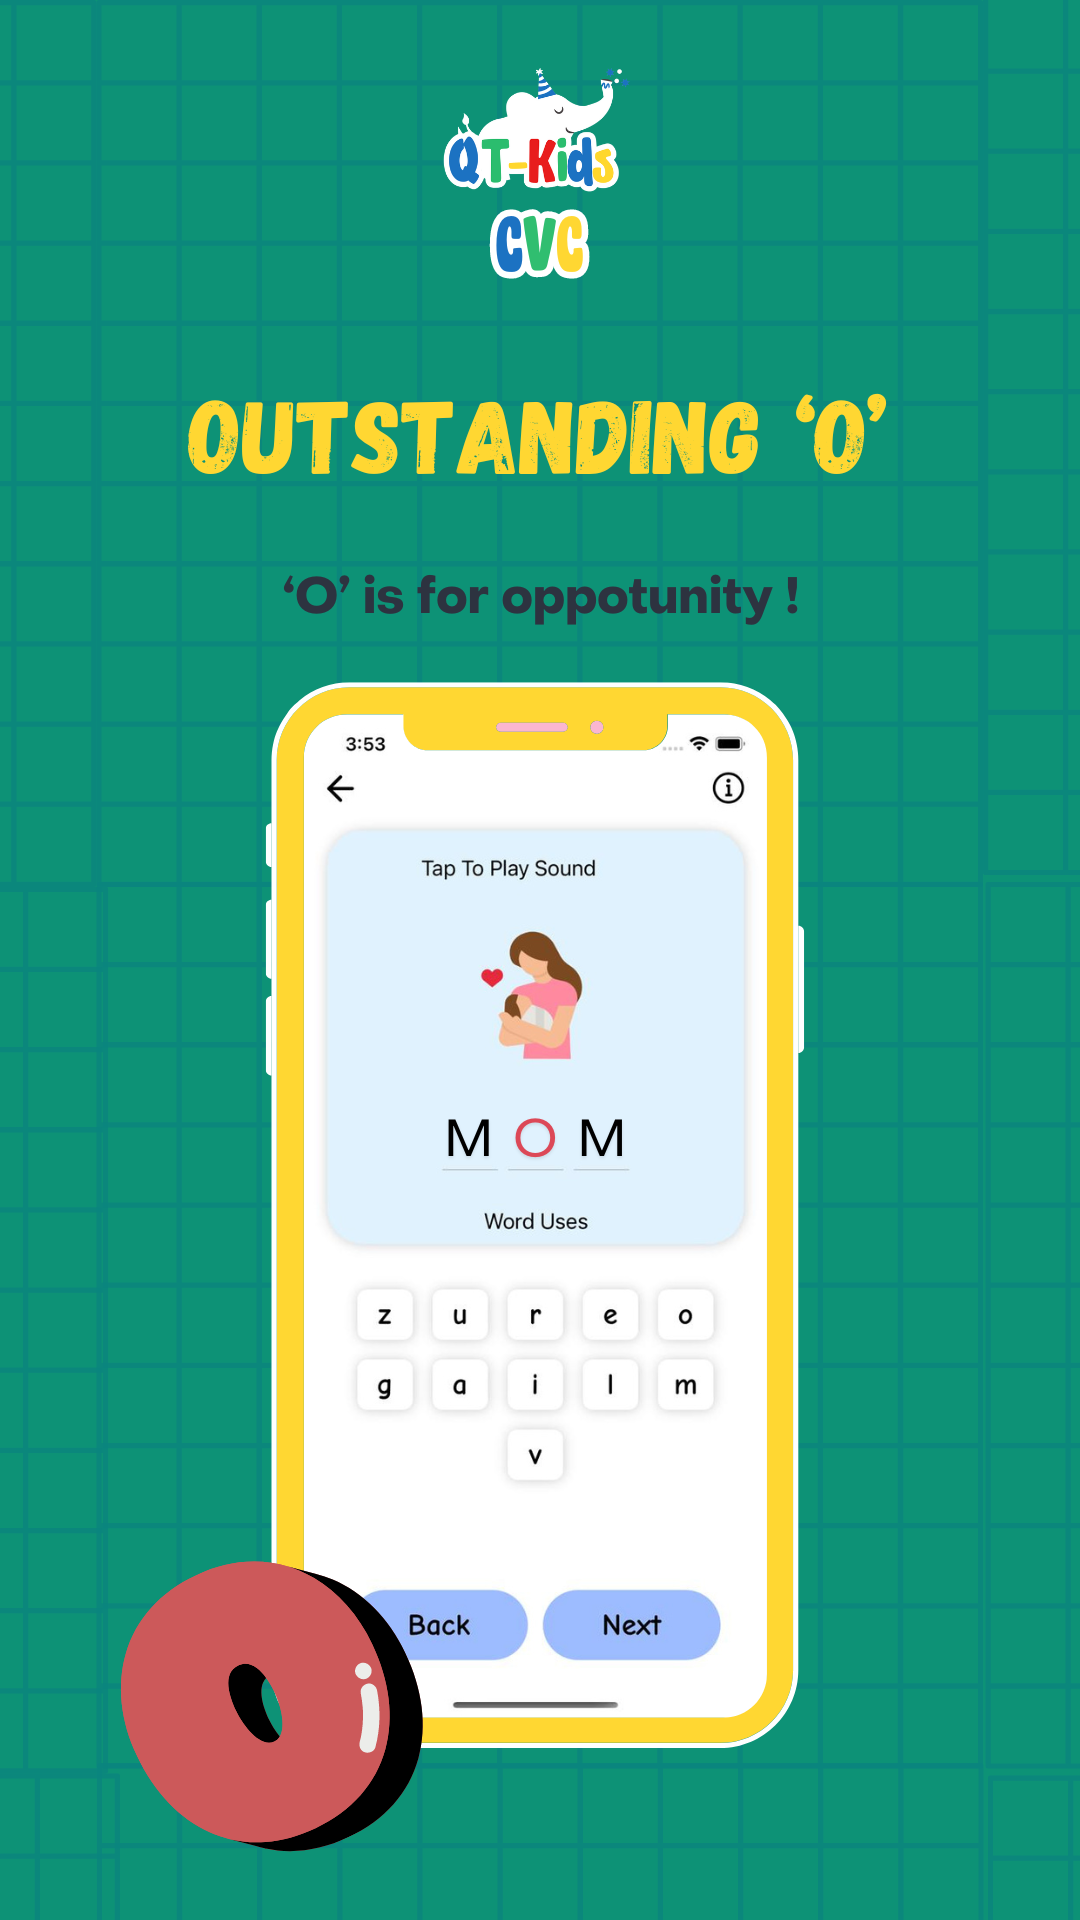 QT-Kids
CVC
OUTSTANDING ‘O’
‘O’ is for oppotunity !
3:53
Tap To Play Sound
M O M
Word Uses
z u r e o
g a i l m
v
Back Next
O